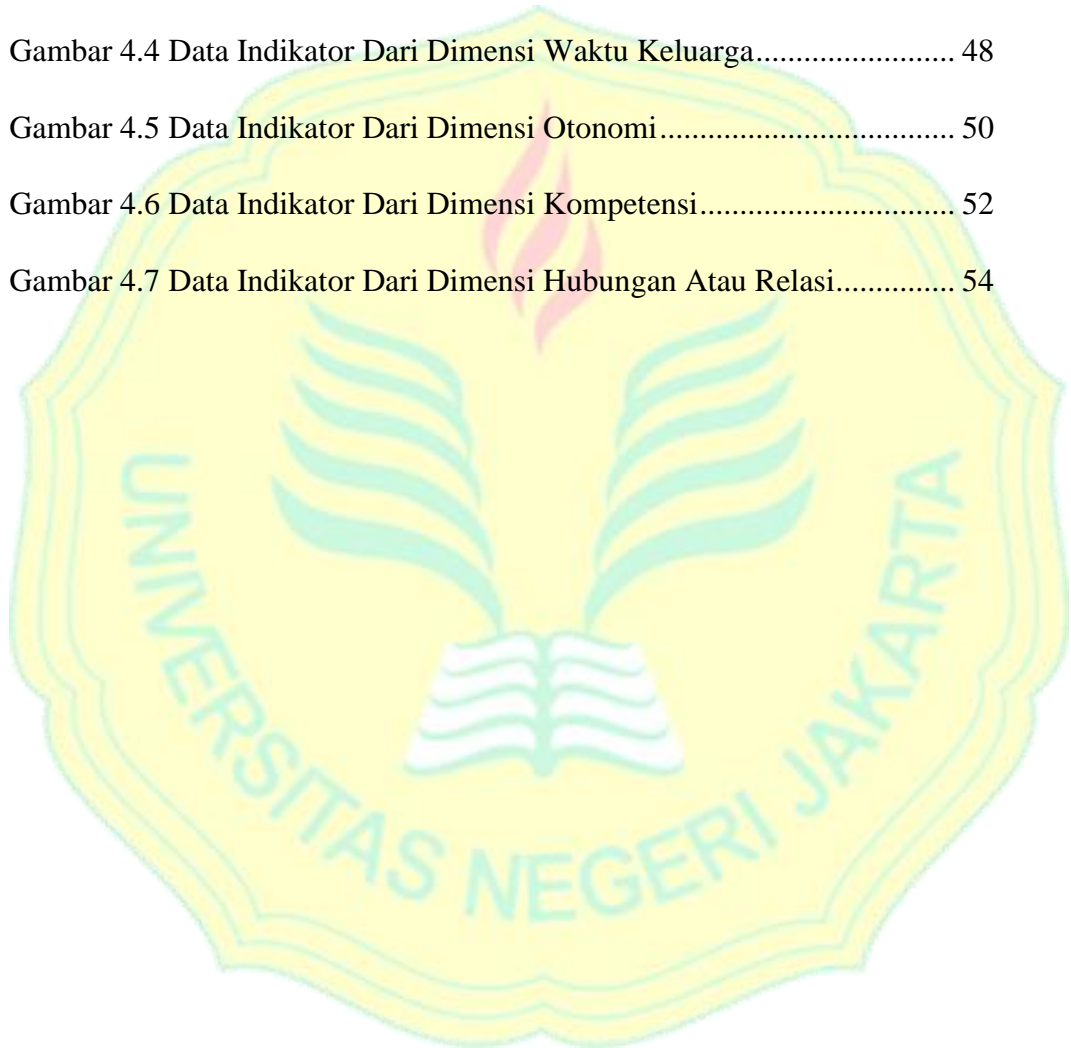 Gambar 4.4 Data Indikator Dari Dimensi Waktu Keluarga......................... 48
Gambar 4.5 Data Indikator Dari Dimensi Otonomi..................................... 50
Gambar 4.6 Data Indikator Dari Dimensi Kompetensi................................ 52
Gambar 4.7 Data Indikator Dari Dimensi Hubungan Atau Relasi............... 54
UNIVERSITAS NEGERI JAKARTA